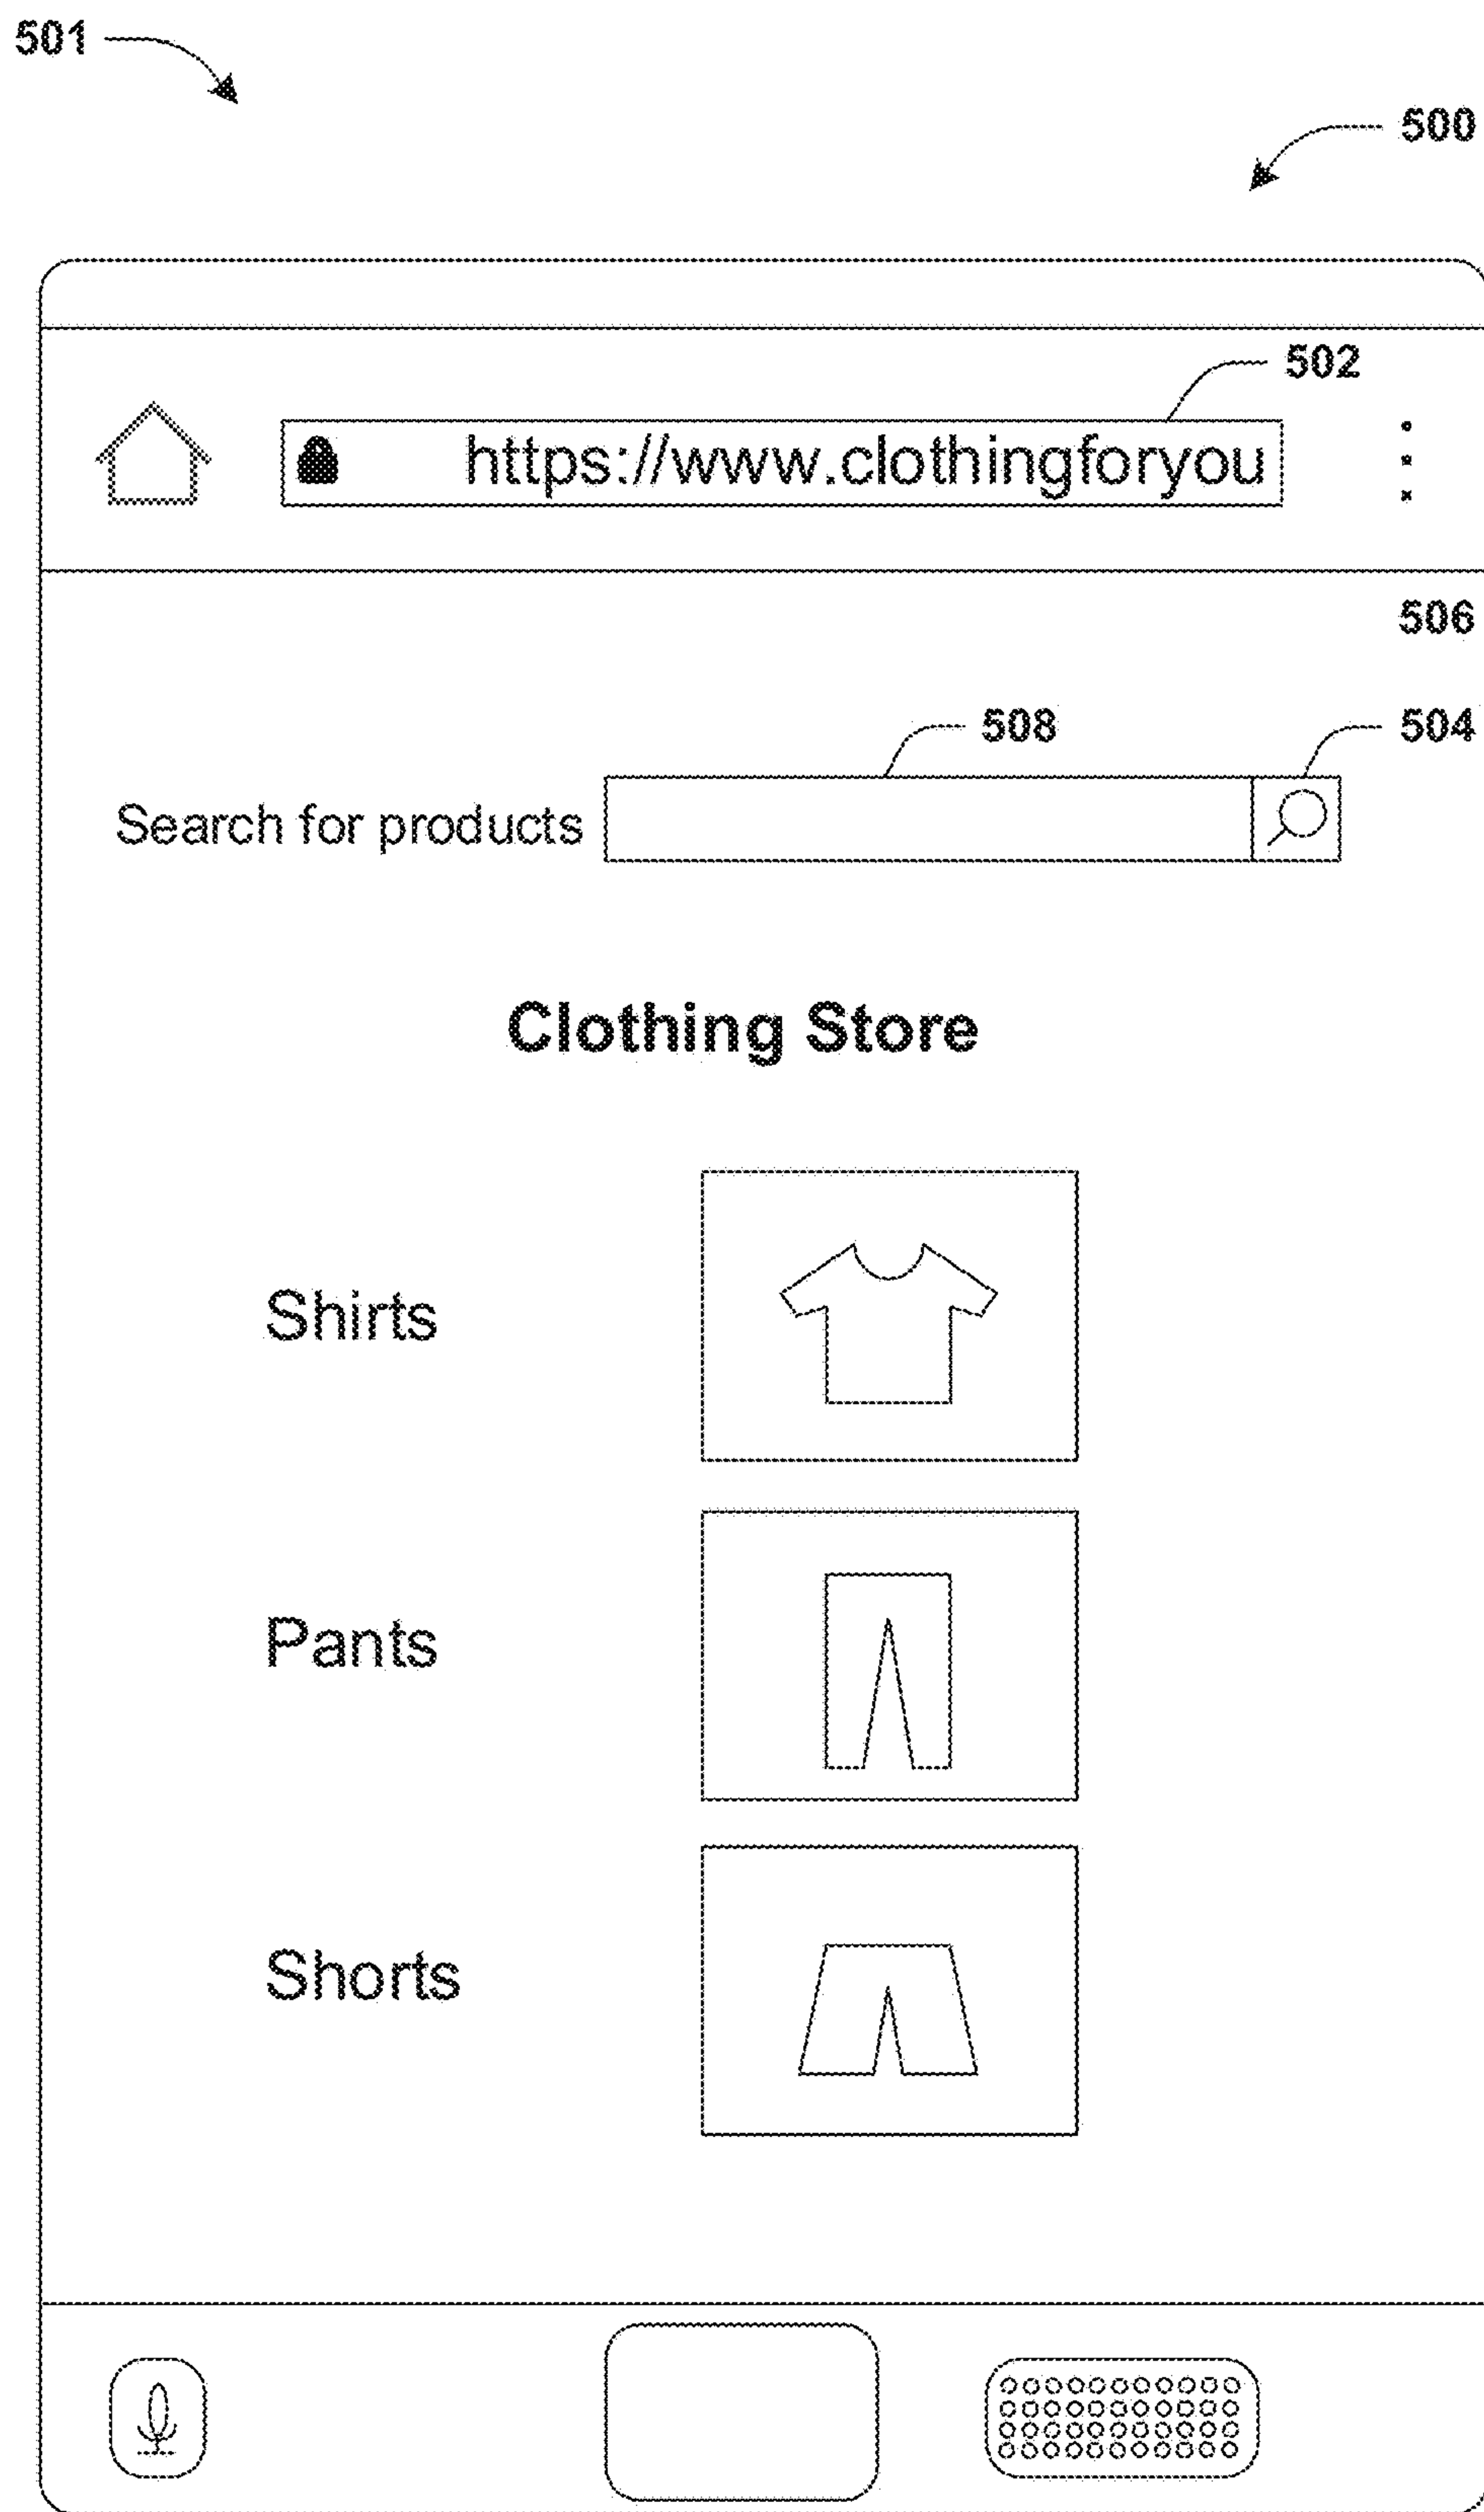 501
500
502
https://www.clothingforyou
506
508
504
Search for products
Clothing Store
Shirts
Pants
Shorts